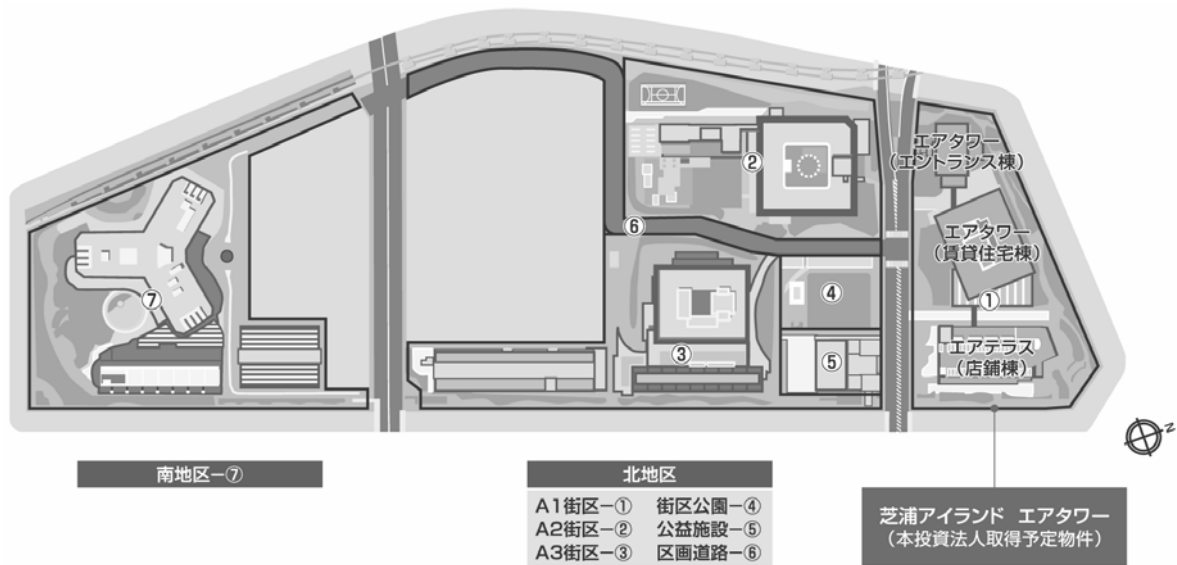 エアタワー
(エントランス棟)
②
エアタワー
(賃貸住宅棟)
⑥
④
①
⑦
③
⑤
エアテラス
(店舗棟)
N
南地区ー⑦
北地区
A1街区ー① 街区公園ー④
A2街区ー② 公益施設ー⑤
A3街区ー③ 区画道路ー⑥
芝浦アイランド エアタワー
(本投資法人取得予定物件)